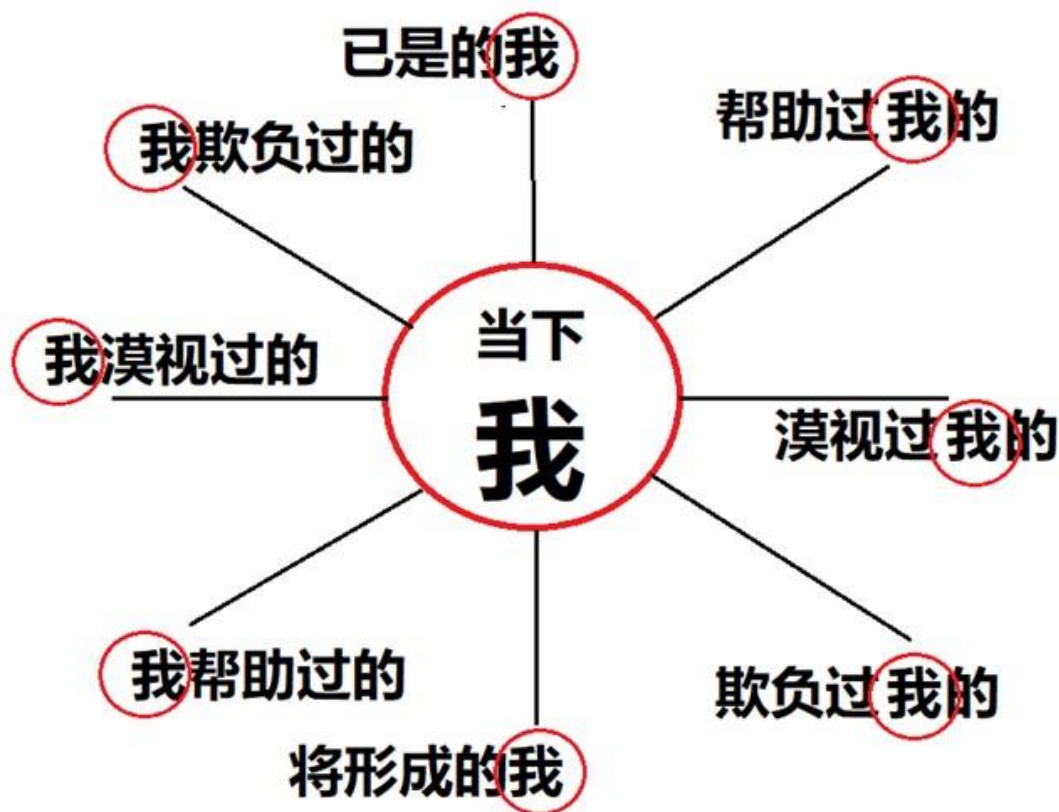 已是的我
帮助过我的
我欺负过的
当下
我
我漠视过的
漠视过我的
我帮助过的
欺负过我的
将形成的我